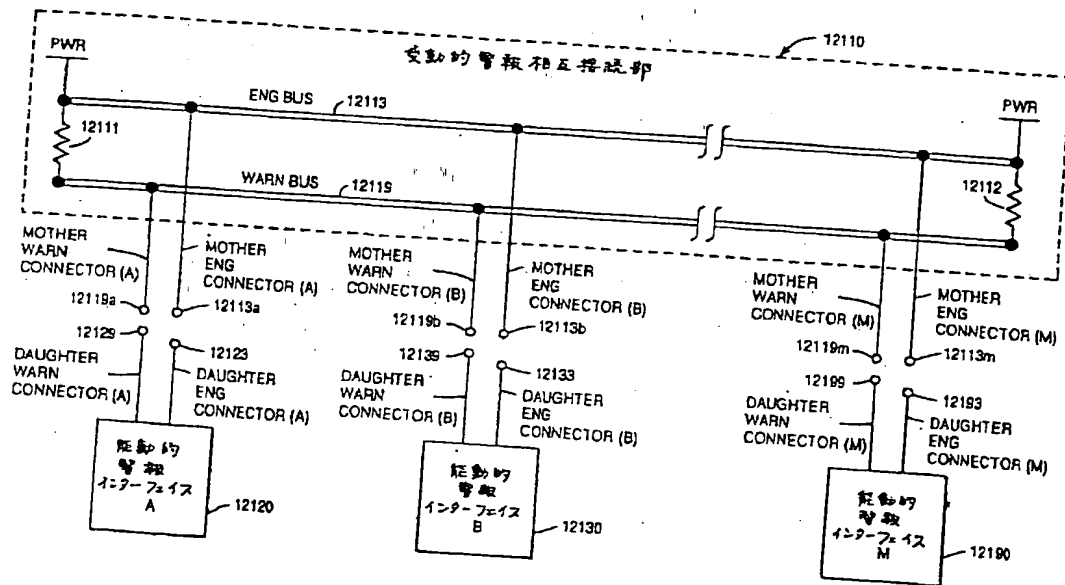 12110
PWR
受動的警報相互接続部
PWR
ENG BUS
12113
12111
WARN BUS
12119
12112
MOTHER
WARN
CONNECTOR (A)
MOTHER
ENG
CONNECTOR (A)
MOTHER
WARN
CONNECTOR (B)
MOTHER
ENG
CONNECTOR (B)
MOTHER
WARN
CONNECTOR (M)
MOTHER
ENG
CONNECTOR (M)
12119a
12113a
12119b
12113b
12119m
12113m
12129
12123
12139
12133
12199
12193
DAUGHTER
WARN
CONNECTOR (A)
DAUGHTER
ENG
CONNECTOR (A)
DAUGHTER
WARN
CONNECTOR (B)
DAUGHTER
ENG
CONNECTOR (B)
DAUGHTER
WARN
CONNECTOR (M)
DAUGHTER
ENG
CONNECTOR (M)
能動的
警報
インターフェイス
A
12120
能動的
警報
インターフェイス
B
12130
能動的
警報
インターフェイス
M
12190